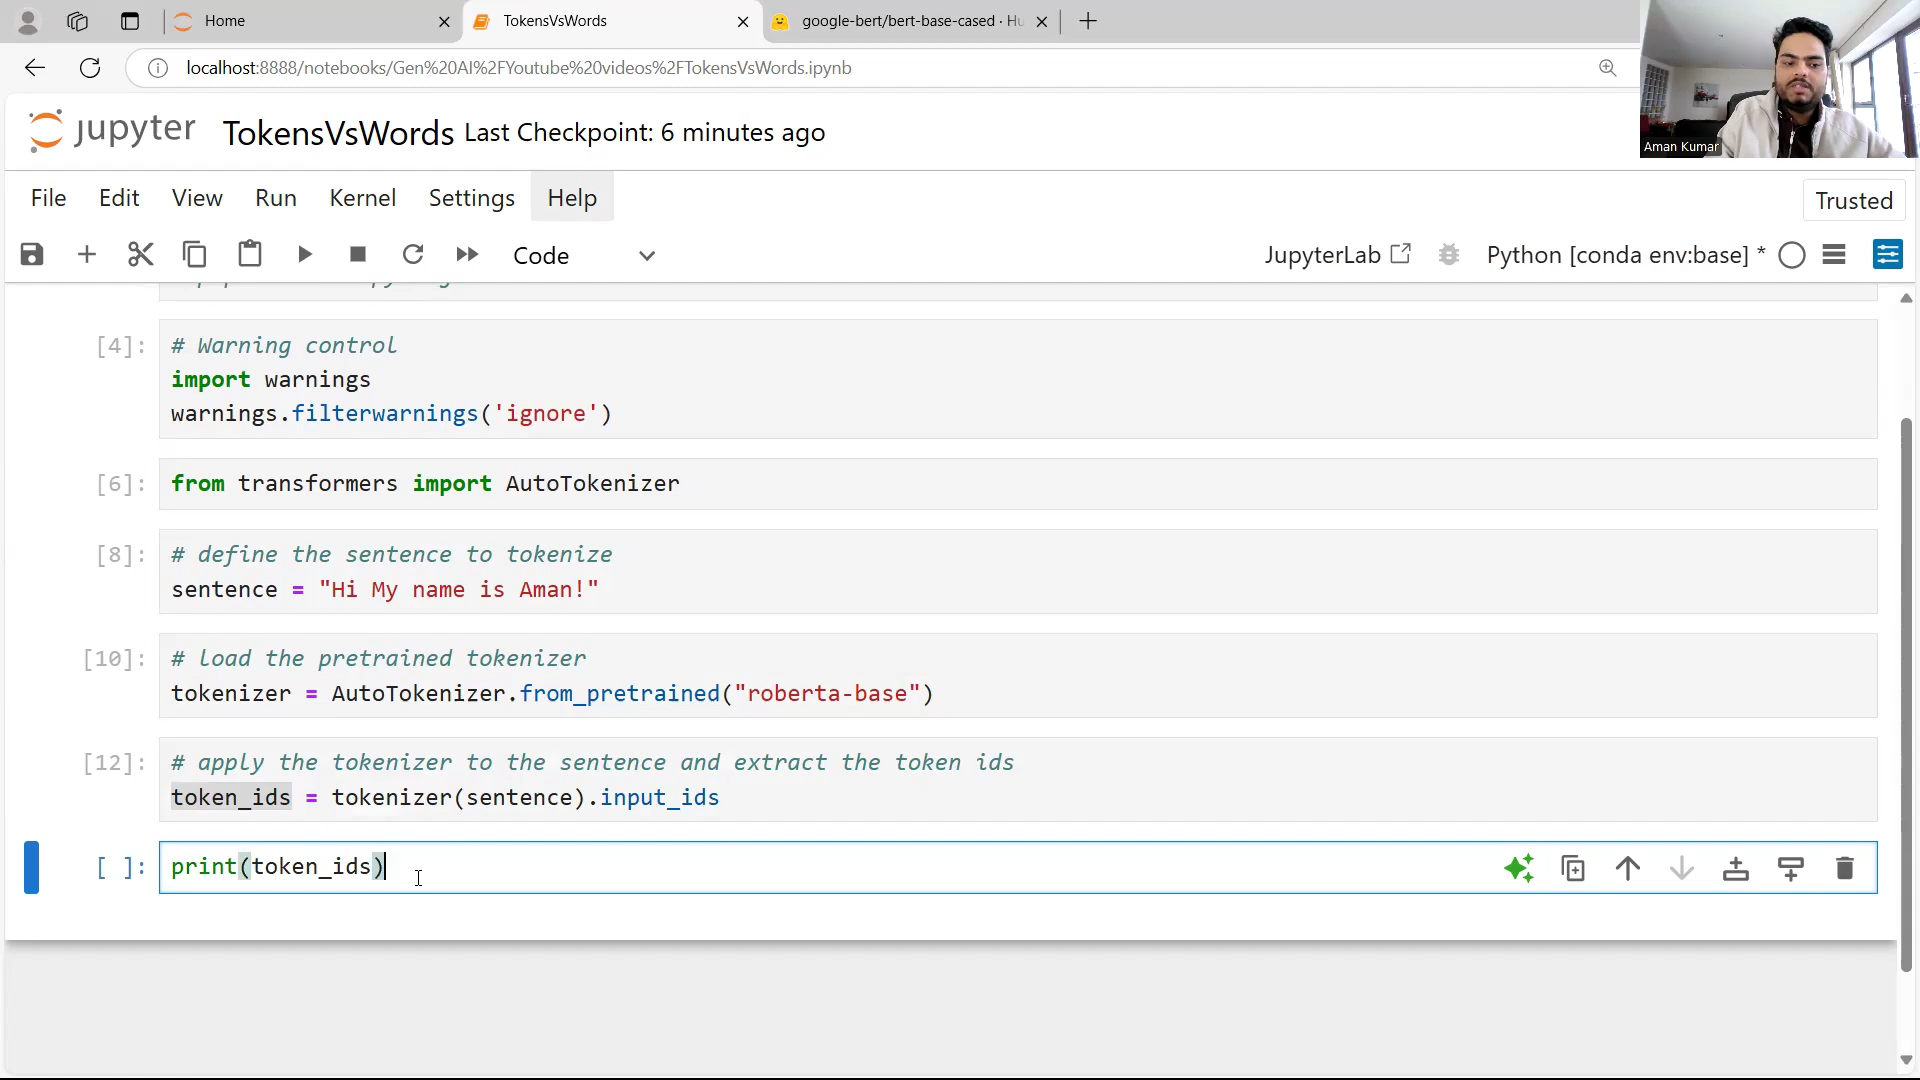 Home
TokensVsWords
google-bert/bert-base-cased · Hu
localhost:8888/notebooks/Gen%20AI%2FYoutube%20videos%2FTokensVsWords.ipynb
Aman Kumar
jupyter TokensVsWords Last Checkpoint: 6 minutes ago
File Edit View Run Kernel Settings Help
Trusted
Code
JupyterLab
Python [conda env:base] *
[4]: # Warning control
import warnings
warnings.filterwarnings('ignore')
[6]: from transformers import AutoTokenizer
[8]: # define the sentence to tokenize
sentence = "Hi My name is Aman!"
[10]: # load the pretrained tokenizer
tokenizer = AutoTokenizer.from_pretrained("roberta-base")
[12]: # apply the tokenizer to the sentence and extract the token ids
token_ids = tokenizer(sentence).input_ids
[ ]: print(token_ids)